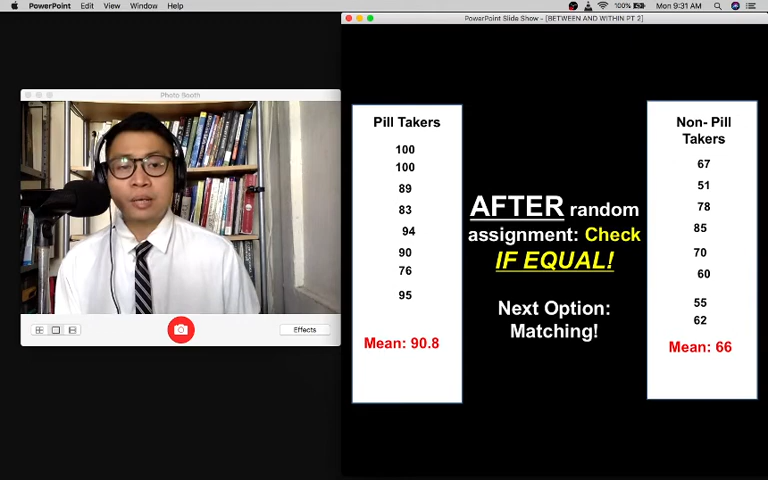 PowerPoint Edit View Window Help
100% Mon 9:31 AM
PowerPoint Slide Show - [BETWEEN AND WITHIN PT 2]
Photo Booth
Effects
Pill Takers
100
100
89
83
94
90
76
95
Mean: 90.8
AFTER random
assignment: Check
IF EQUAL!
Next Option:
Matching!
Non- Pill
Takers
67
51
78
85
70
60
55
62
Mean: 66